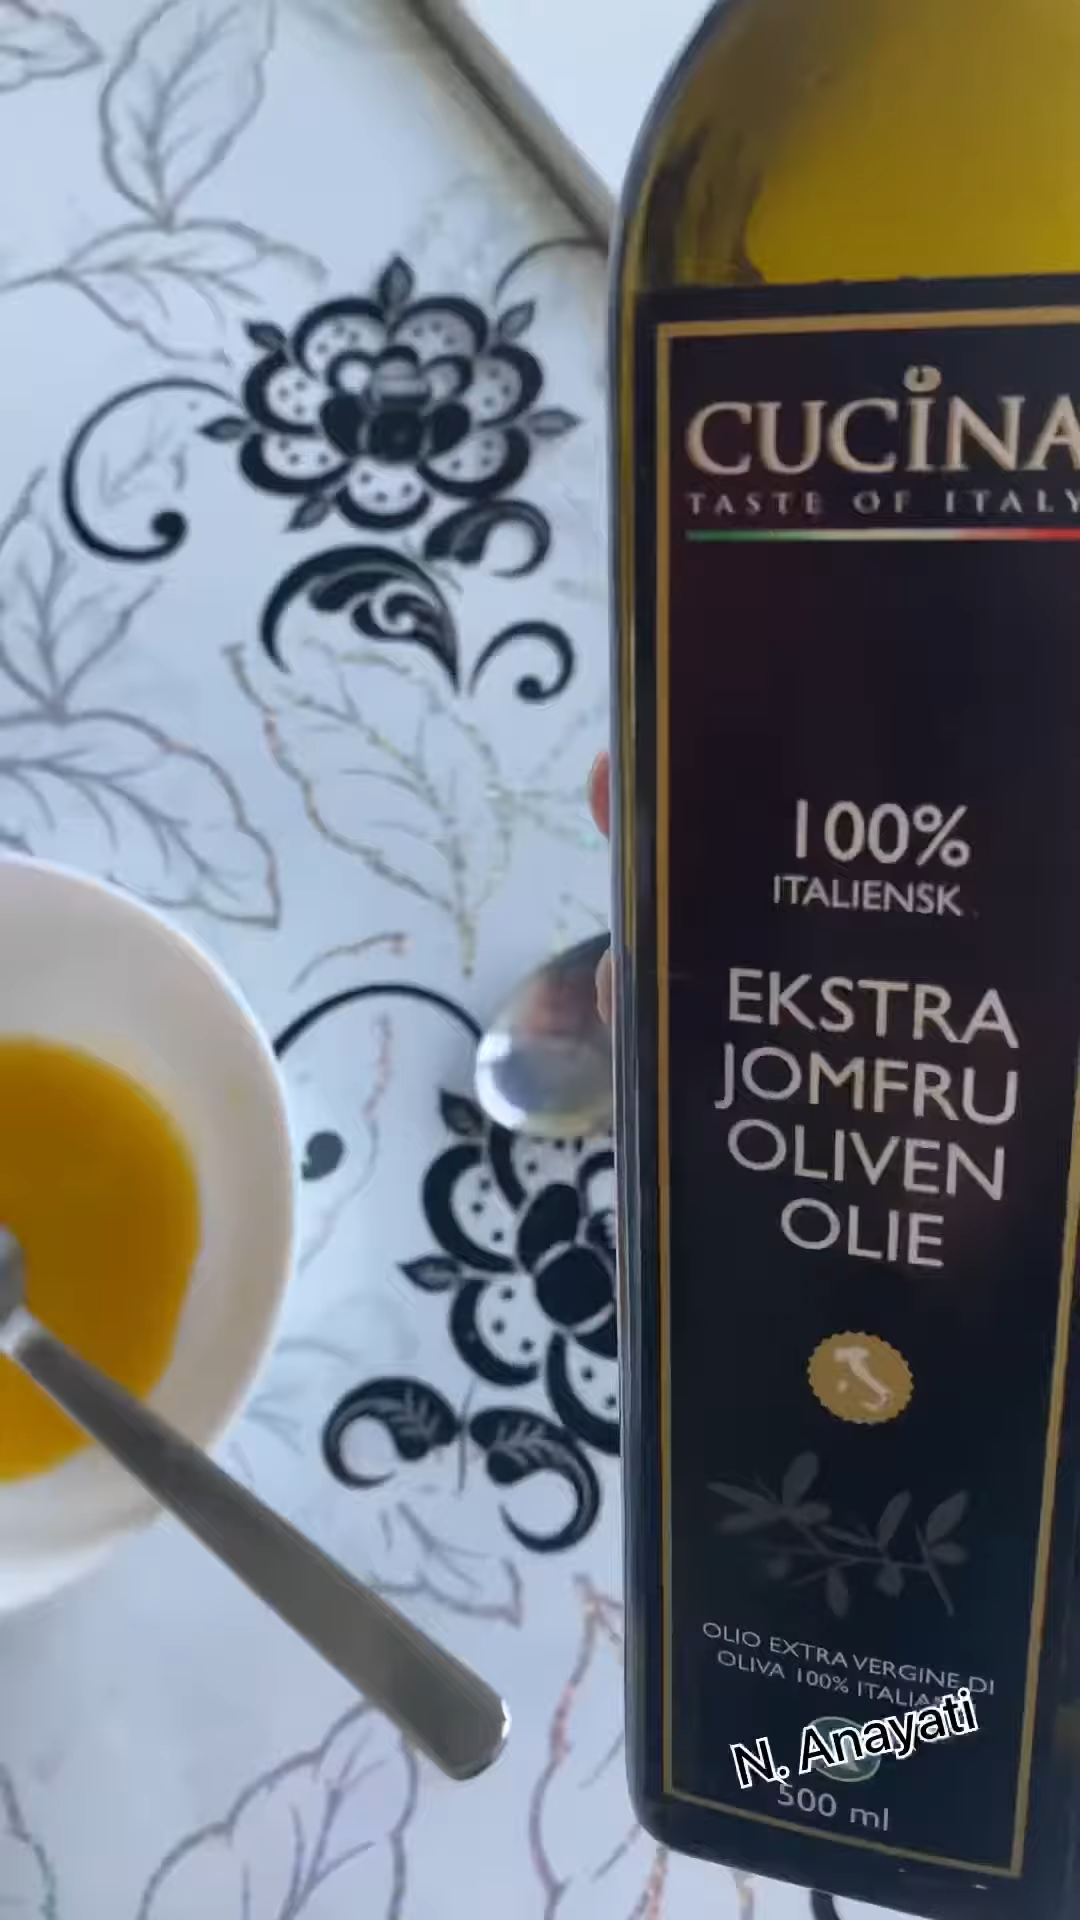 CUCINA
TASTE OF ITALY
100%
ITALIENSK
EKSTRA
JOMFRU
OLIVEN
OLIE
OLIO EXTRA VERGINE DI
OLIVA 100% ITALIANO
N. Anayati
500 ml